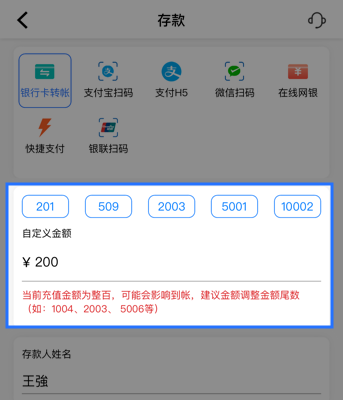 存款
银行卡转帐
支付宝扫码
支付H5
微信扫码
在线网银
快捷支付
银联扫码
201
509
2003
5001
10002
自定义金额
¥ 200
当前充值金额为整百，可能会影响到帐，建议金额调整金额尾数
（如：1004、2003、 5006等）
存款人姓名
王強